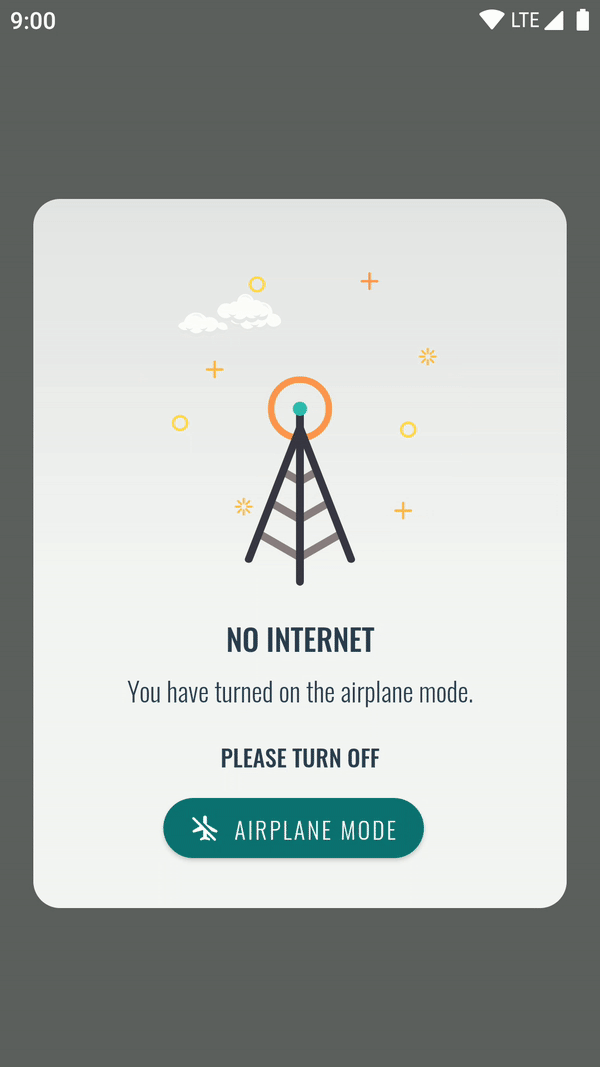 9:00 LTE
NO INTERNET
You have turned on the airplane mode.
PLEASE TURN OFF
AIRPLANE MODE